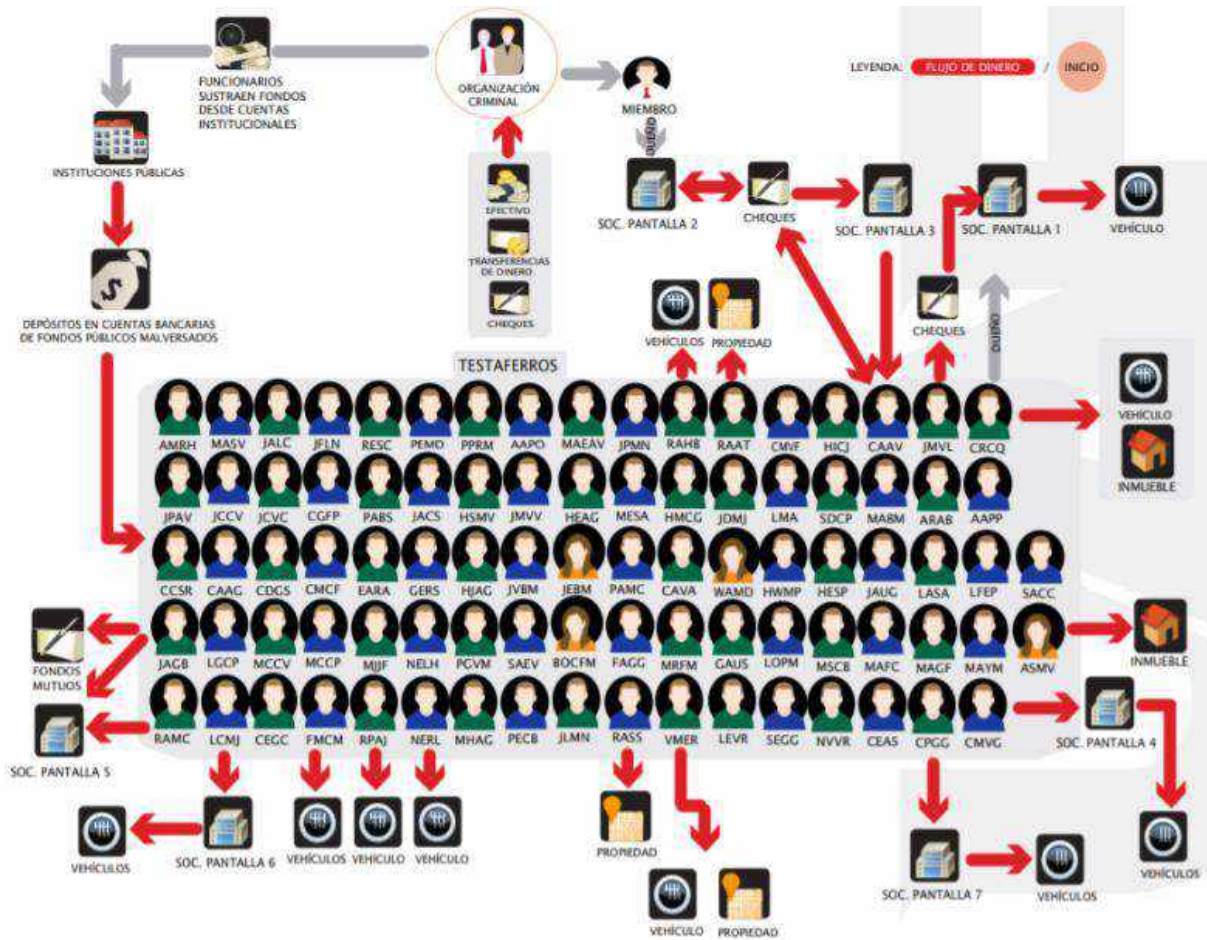 LEYENDA: FLUJO DE DINERO / INICIO
FUNCIONARIOS
SUSTRAEN FONDOS
DESDE CUENTAS
INSTITUCIONALES
ORGANIZACIÓN
CRIMINAL
MIEMBRO
DUEÑO
INSTITUCIONES PÚBLICAS
EFECTIVO
TRANSFERENCIAS
DE DINERO
CHEQUES
SOC. PANTALLA 2
CHEQUES
SOC. PANTALLA 3
SOC. PANTALLA 1
VEHÍCULO
DEPÓSITOS EN CUENTAS BANCARIAS
DE FONDOS PÚBLICOS MALVERSADOS
VEHÍCULOS
PROPIEDAD
CHEQUES
DUEÑO
TESTAFERROS
VEHÍCULO
INMUEBLE
AMRH MASV JALC JFLN RESC PEMD PPRM AAPO MAEAV JPMN RAHB RAAT CMVF HICJ CAAV JMVL CRCQ
JPAV JCCV JCVC CGFP PABS JACS HSMV JMVV HEAG MESA HMCG JDMJ LMA SDCP MABM ARAB AAPP
CCSR CAAG CDGS CMCF EARA GERS HJAG JVBM JEBM PAMC CAVA WAMD HWMP HESP JAUG LASA LFEP SACC
JAGB LGCP MCCV MCCP MJJF NELH PGVM SAEV BOCFM FAGG MRFM GAUS LOPM MSCB MAFC MAGF MAYM ASMV
FONDOS
MUTUOS
INMUEBLE
RAMC LCMJ CEGC FMCM RPAJ NERL MHAG PECB JLMN RASS VMER LEVR SEGG NVVR CEAS CPGG CMVG
SOC. PANTALLA 5
SOC. PANTALLA 4
VEHÍCULOS
SOC. PANTALLA 6
VEHÍCULOS
VEHÍCULO
VEHÍCULO
PROPIEDAD
SOC. PANTALLA 7
VEHÍCULOS
VEHÍCULOS
VEHÍCULO
PROPIEDAD